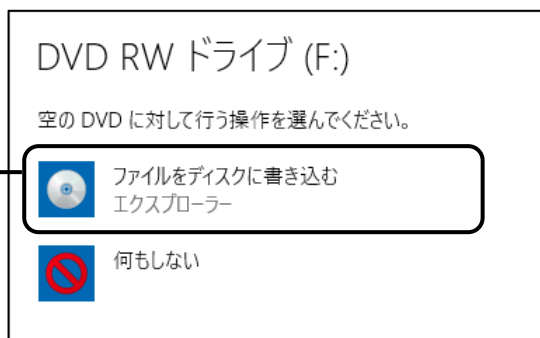 DVD RW ドライブ (F:)
空の DVD に対して行う操作を選んでください。
ファイルをディスクに書き込む
エクスプローラー
何もしない